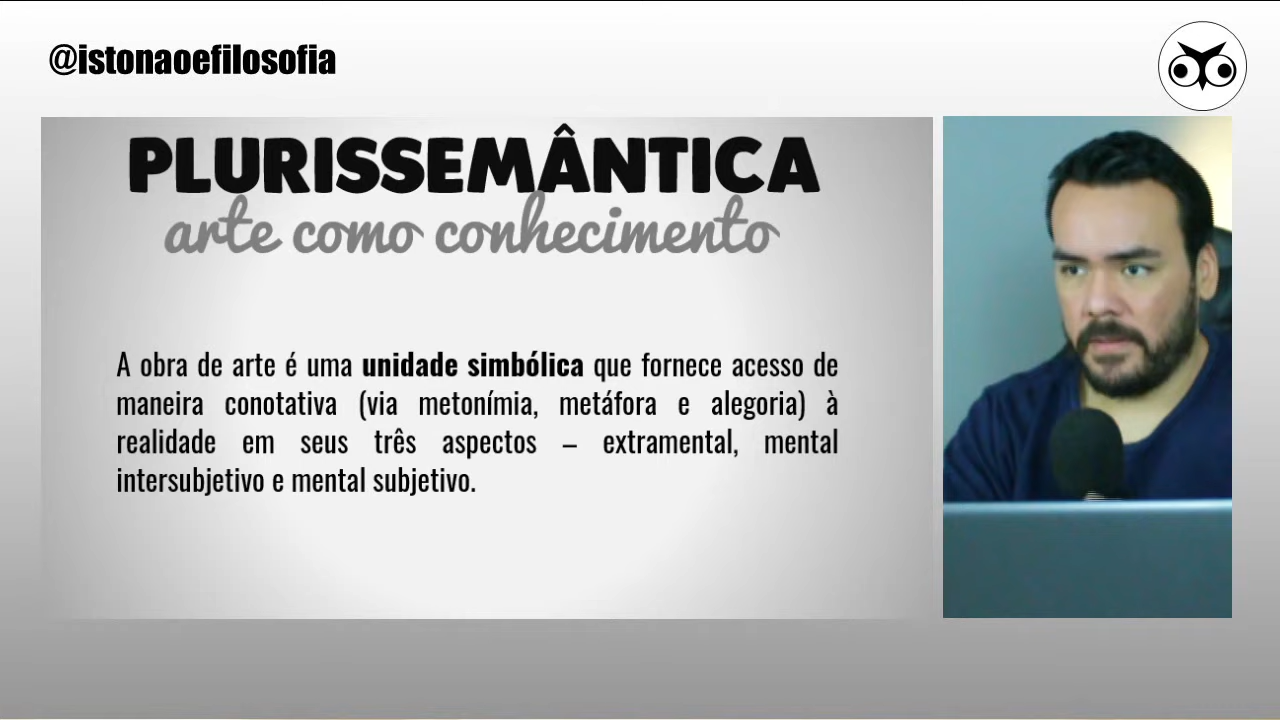 @istonaoefilosofia
PLURISSEMÂNTICA
arte como conhecimento
A obra de arte é uma unidade simbólica que fornece acesso de
maneira conotativa (via metonímia, metáfora e alegoria) à
realidade em seus três aspectos – extramental, mental
intersubjetivo e mental subjetivo.